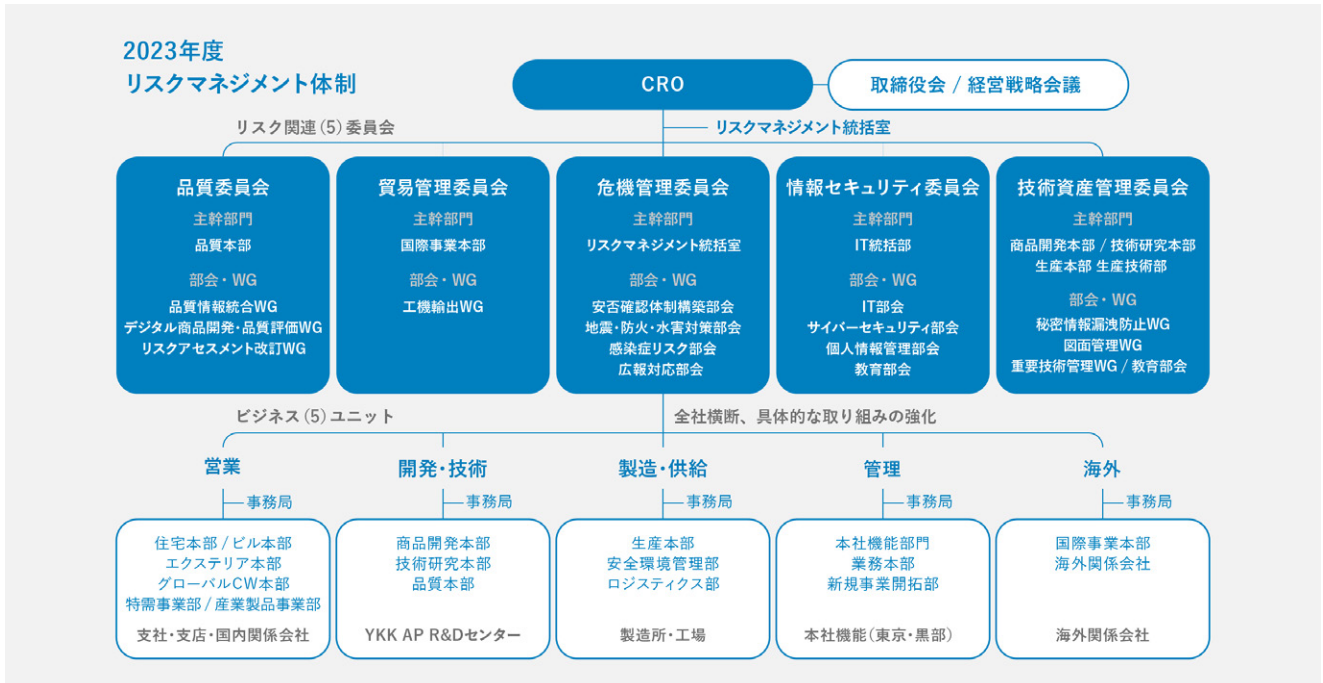 2023年度
リスクマネジメント体制
CRO
取締役会 / 経営戦略会議
リスク関連(5)委員会
リスクマネジメント統括室
品質委員会
主幹部門
品質本部
部会・WG
品質情報統合WG
デジタル商品開発・品質評価WG
リスクアセスメント改訂WG
貿易管理委員会
主幹部門
国際事業本部
部会・WG
工機輸出WG
危機管理委員会
主幹部門
リスクマネジメント統括室
部会・WG
安否確認体制構築部会
地震・防火・水害対策部会
感染症リスク部会
広報対応部会
情報セキュリティ委員会
主幹部門
IT統括部
部会・WG
IT部会
サイバーセキュリティ部会
個人情報管理部会
教育部会
技術資産管理委員会
主幹部門
商品開発本部 / 技術研究本部
生産本部 生産技術部
部会・WG
秘密情報漏洩防止WG
図面管理WG
重要技術管理WG / 教育部会
ビジネス(5)ユニット
全社横断、具体的な取り組みの強化
営業
事務局
住宅本部 / ビル本部
エクステリア本部
グローバルCW本部
特需事業部 / 産業製品事業部
支社・支店・国内関係会社
開発・技術
事務局
商品開発本部
技術研究本部
品質本部
YKK AP R&Dセンター
製造・供給
事務局
生産本部
安全環境管理部
ロジスティクス部
製造所・工場
管理
事務局
本社機能部門
業務本部
新規事業開拓部
本社機能(東京・黒部)
海外
事務局
国際事業本部
海外関係会社
海外関係会社